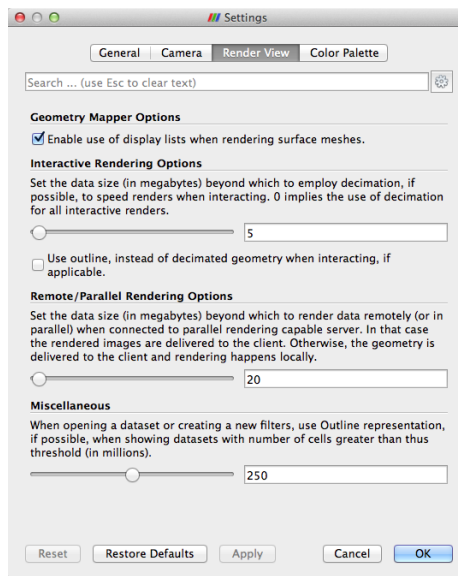 Settings
General Camera Render View Color Palette
Search ... (use Esc to clear text)
Geometry Mapper Options
Enable use of display lists when rendering surface meshes.
Interactive Rendering Options
Set the data size (in megabytes) beyond which to employ decimation, if
possible, to speed renders when interacting. 0 implies the use of decimation
for all interactive renders.
5
Use outline, instead of decimated geometry when interacting, if
applicable.
Remote/Parallel Rendering Options
Set the data size (in megabytes) beyond which to render data remotely (or in
parallel) when connected to parallel rendering capable server. In that case
the rendered images are delivered to the client. Otherwise, the geometry is
delivered to the client and rendering happens locally.
20
Miscellaneous
When opening a dataset or creating a new filters, use Outline representation,
if possible, when showing datasets with number of cells greater than thus
threshold (in millions).
250
Reset Restore Defaults Apply Cancel OK